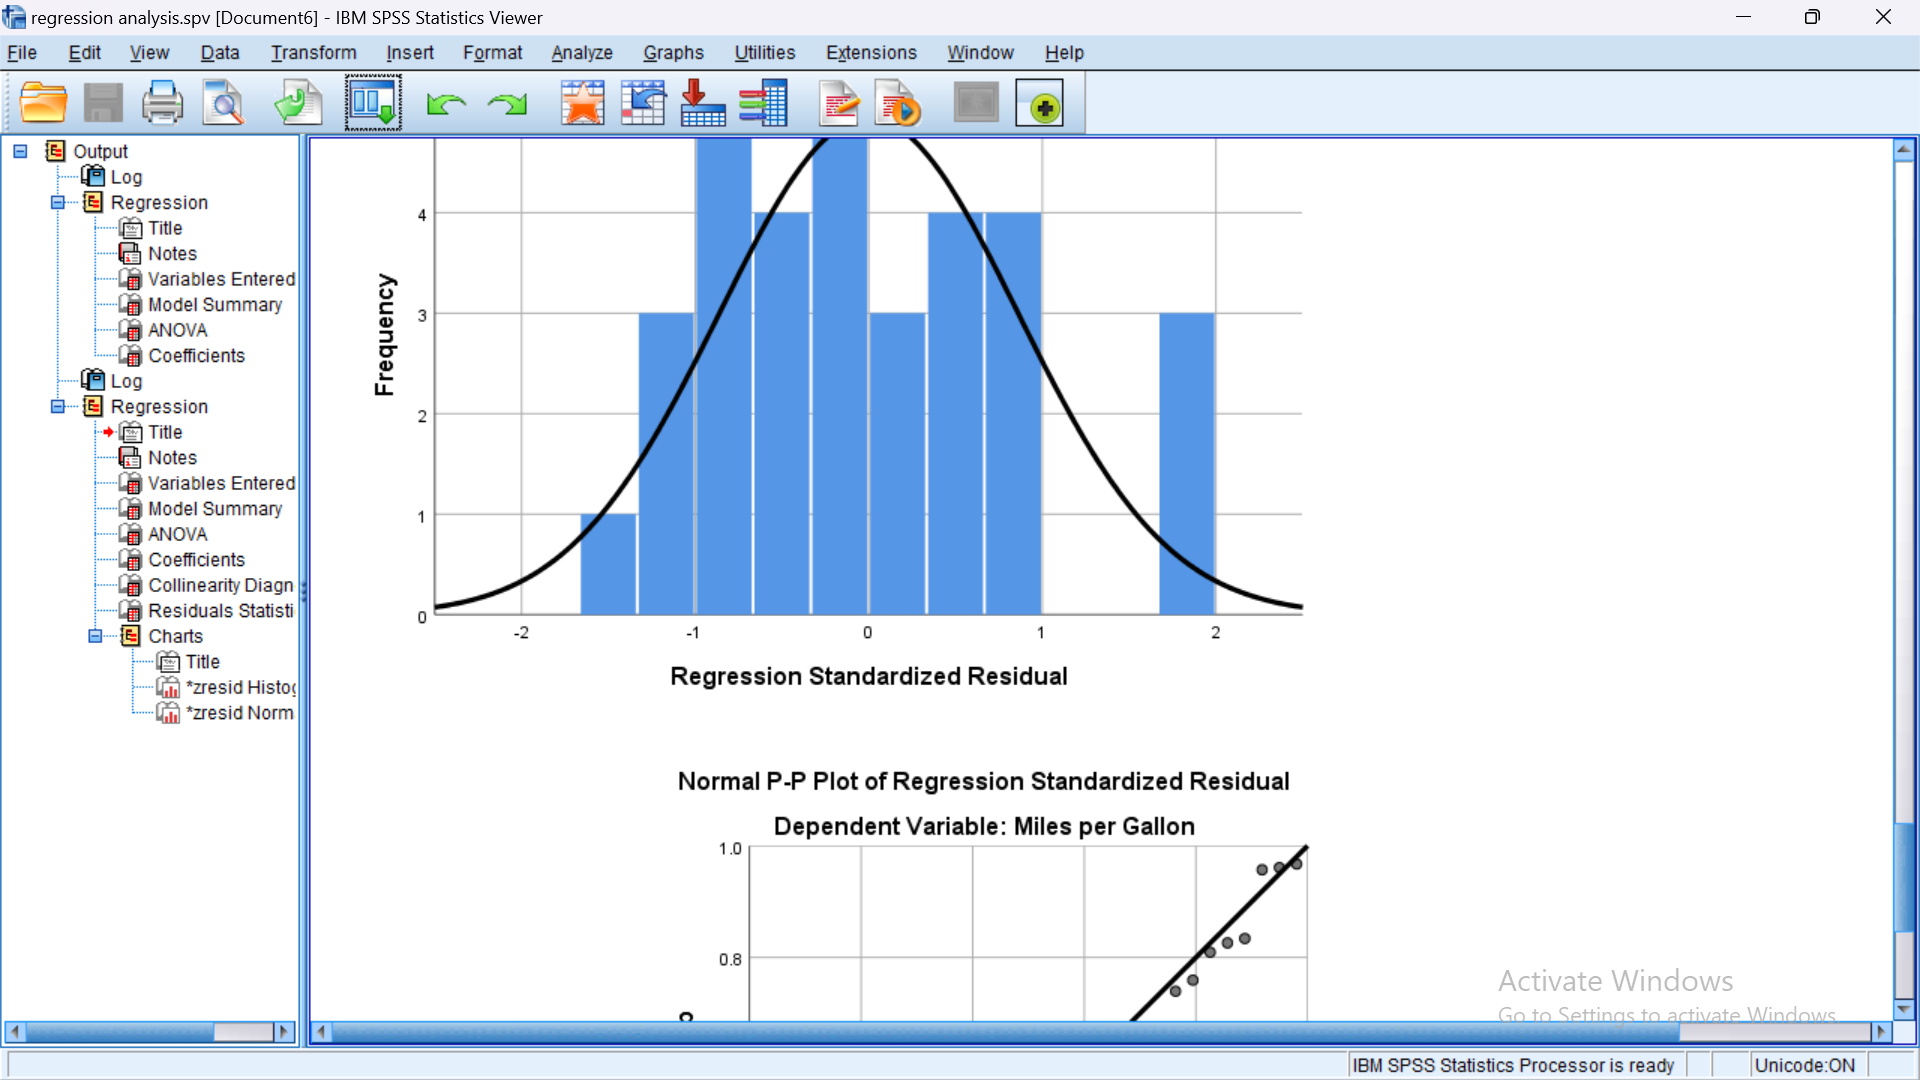 regression analysis.spv [Document6] - IBM SPSS Statistics Viewer
File Edit View Data Transform Insert Format Analyze Graphs Utilities Extensions Window Help
Output
Log
Regression
Title
Notes
Variables Entered
Model Summary
ANOVA
Coefficients
Log
Regression
Title
Notes
Variables Entered
Model Summary
ANOVA
Coefficients
Collinearity Diagn
Residuals Statisti
Charts
Title
*zresid Histog
*zresid Norm
Frequency
4
3
2
1
0
-2 -1 0 1 2
Regression Standardized Residual
Normal P-P Plot of Regression Standardized Residual
Dependent Variable: Miles per Gallon
1.0
0.8
Activate Windows
Go to Settings to activate Windows.
IBM SPSS Statistics Processor is ready
Unicode:ON